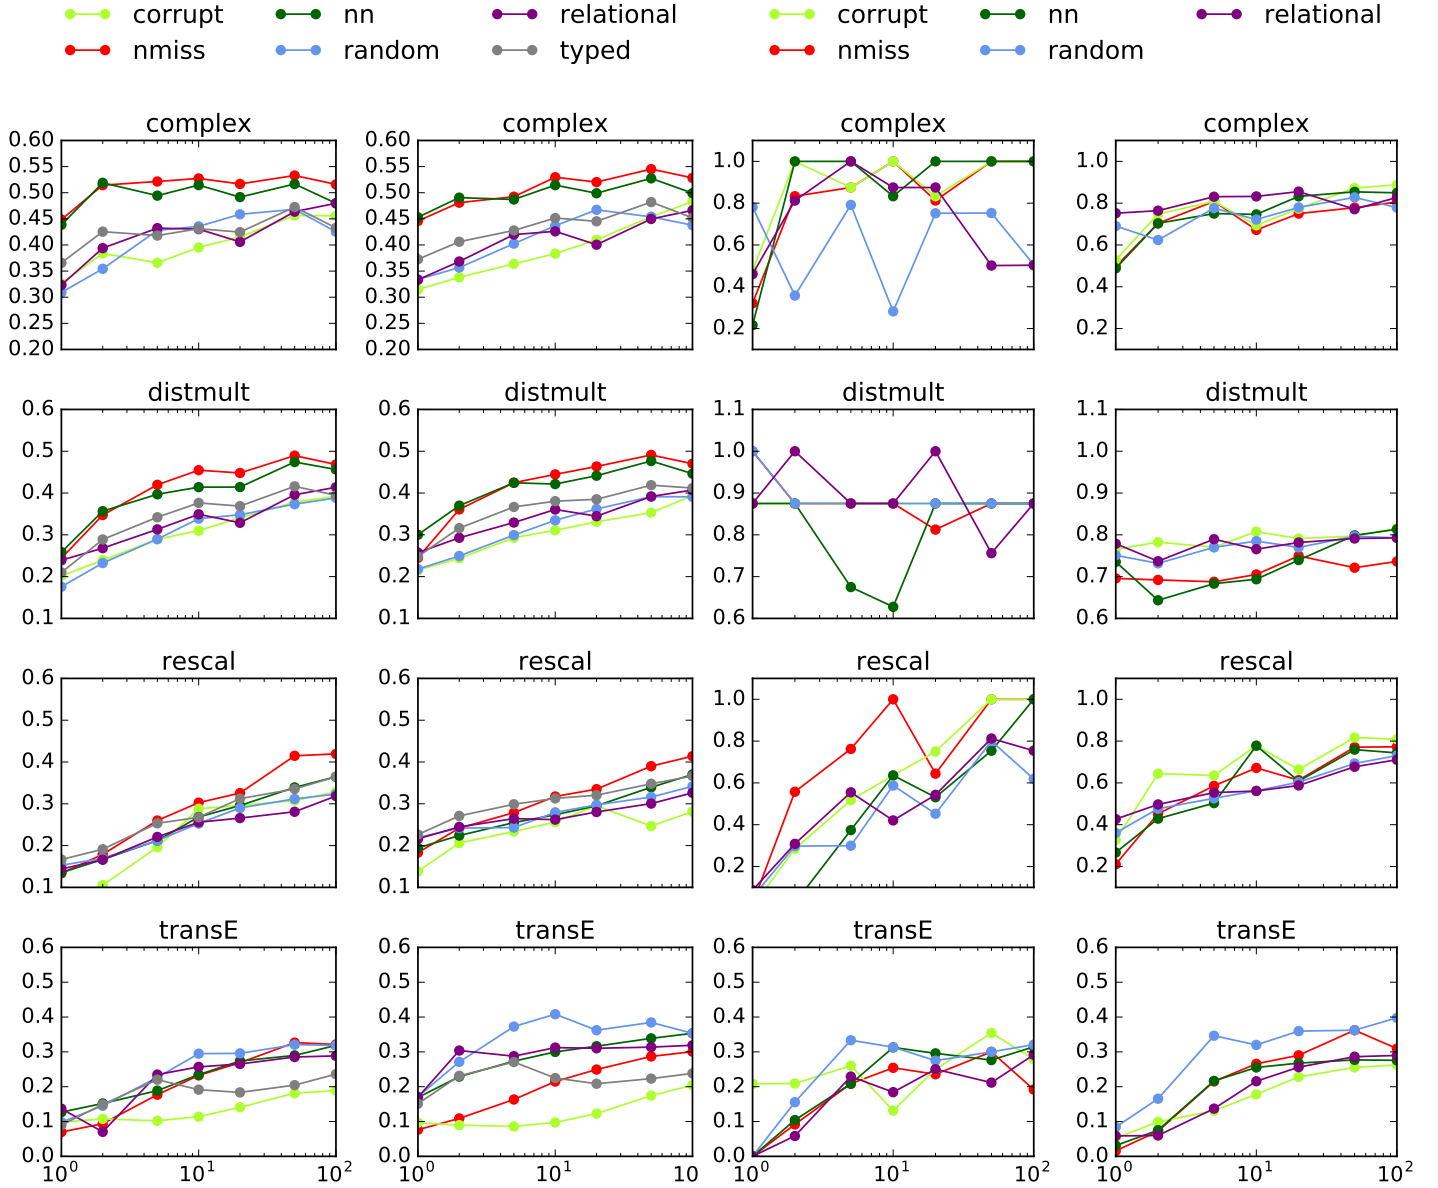 corrupt nn relational corrupt nn relational
nmiss random typed nmiss random
complex complex complex complex
0.60 0.60
0.55 0.55 1.0 1.0
0.50 0.50 0.8 0.8
0.45 0.45
0.40 0.40 0.6 0.6
0.35 0.35
0.30 0.30 0.4 0.4
0.25 0.25 0.2 0.2
0.20 0.20
distmult distmult distmult distmult
0.6 0.6 1.1 1.1
0.5 0.5 1.0 1.0
0.4 0.4 0.9 0.9
0.3 0.3 0.8 0.8
0.2 0.2 0.7 0.7
0.1 0.1 0.6 0.6
rescal rescal rescal rescal
0.6 0.6 1.0 1.0
0.5 0.5 0.8 0.8
0.4 0.4 0.6 0.6
0.3 0.3 0.4 0.4
0.2 0.2 0.2 0.2
0.1 0.1
transE transE transE transE
0.6 0.6 0.6 0.6
0.5 0.5 0.5 0.5
0.4 0.4 0.4 0.4
0.3 0.3 0.3 0.3
0.2 0.2 0.2 0.2
0.1 0.1 0.1 0.1
0.0 0.0 0.0 0.0
10⁰ 10¹ 10² 10⁰ 10¹ 10 10⁰ 10¹ 10 10⁰ 10¹ 10²